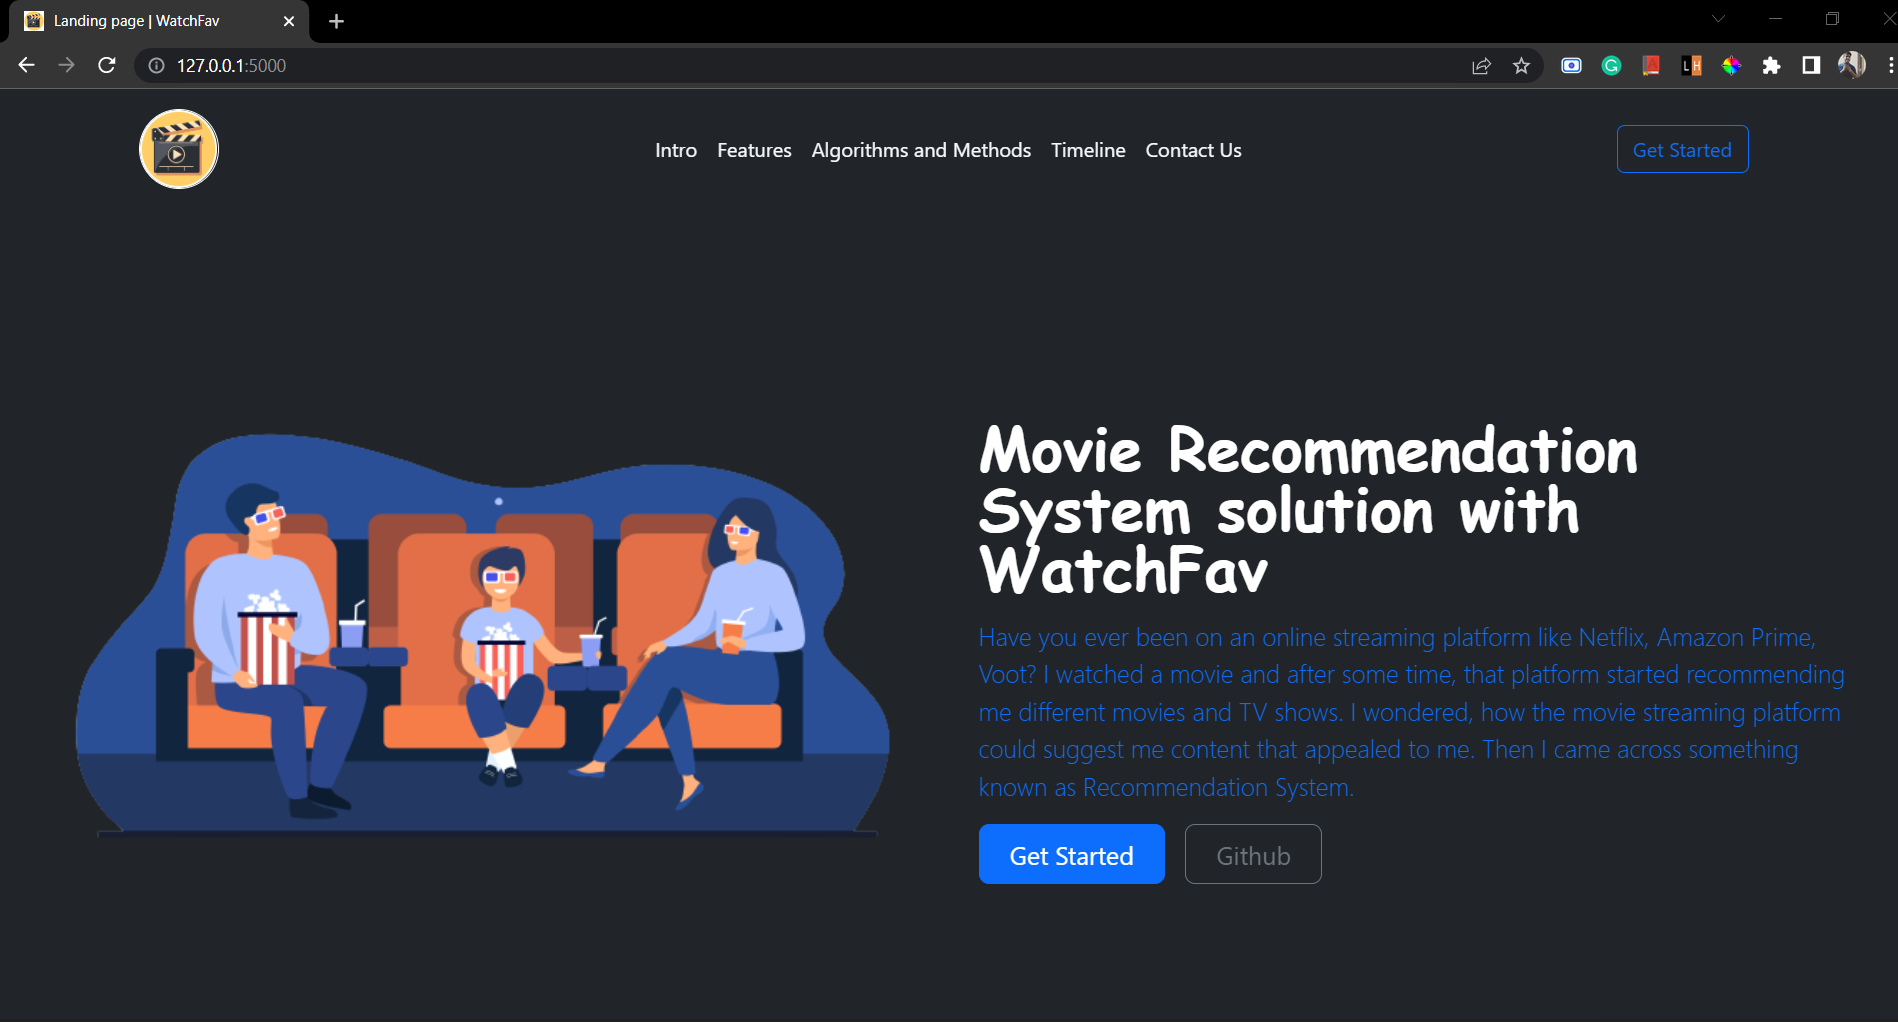 Landing page | WatchFav
127.0.0.1:5000
G
LH
Intro Features Algorithms and Methods Timeline Contact Us
Get Started
Movie Recommendation
System solution with
WatchFav
Have you ever been on an online streaming platform like Netflix, Amazon Prime,
Voot? I watched a movie and after some time, that platform started recommending
me different movies and TV shows. I wondered, how the movie streaming platform
could suggest me content that appealed to me. Then I came across something
known as Recommendation System.
Get Started Github